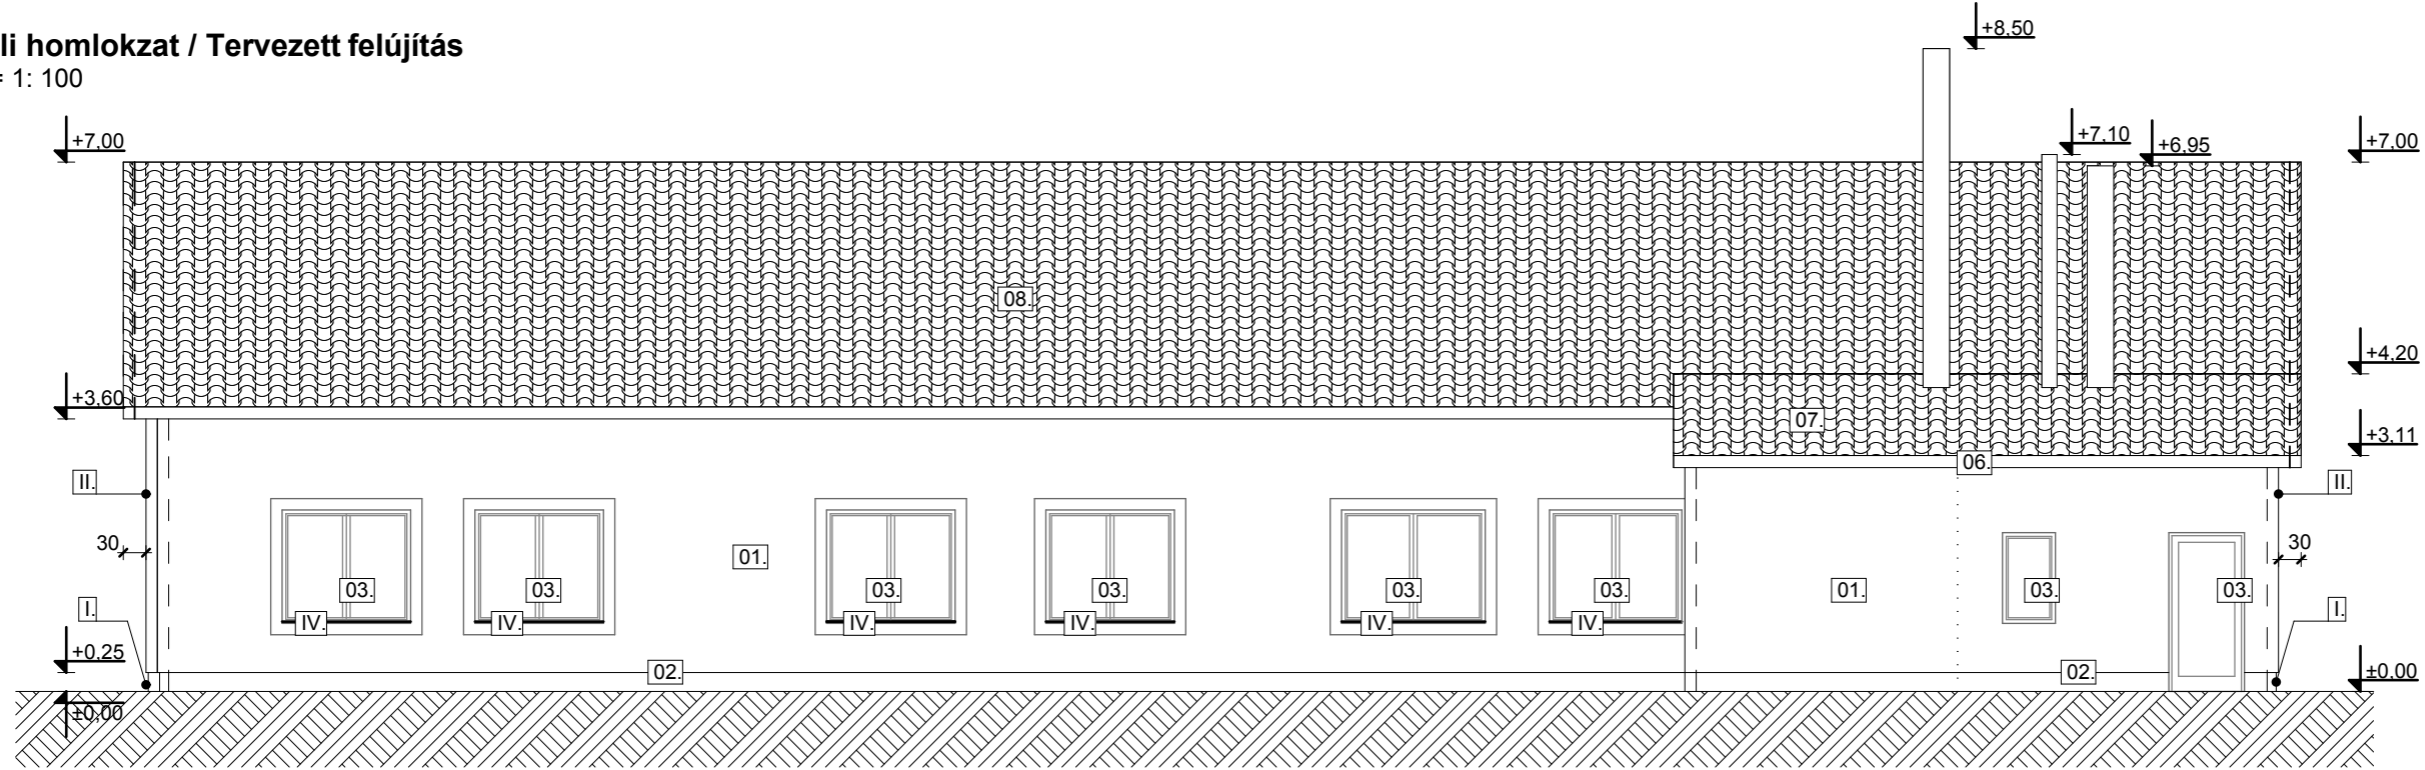 li homlokzat / Tervezett felújítás
= 1: 100
+8,50
+7,00
+7,10
+6,95
+7,00
08.
+4,20
+3,60
07.
+3,11
06.
II.
II.
30
01.
30
03.
03.
03.
03.
03.
03.
01.
03.
03.
I.
I.
IV.
IV.
IV.
IV.
IV.
IV.
+0,25
02.
02.
±0,00
±0,00